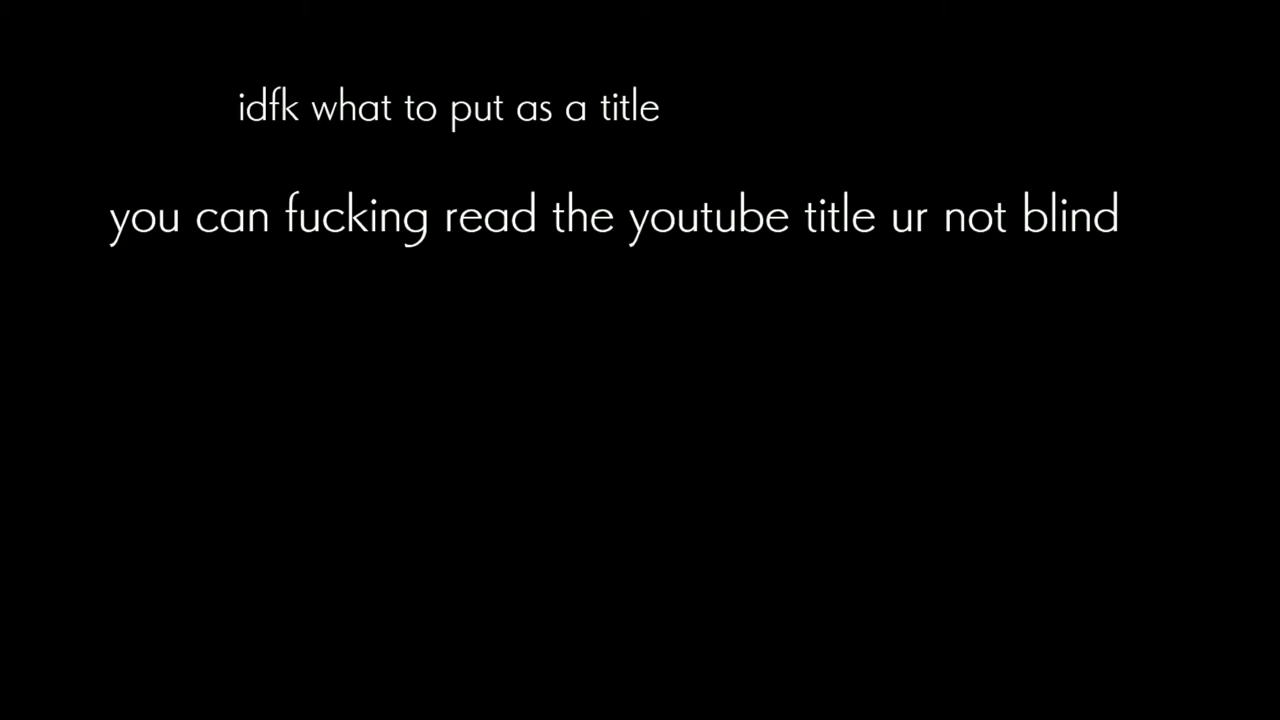 idfk what to put as a title
you can fucking read the youtube title ur not blind